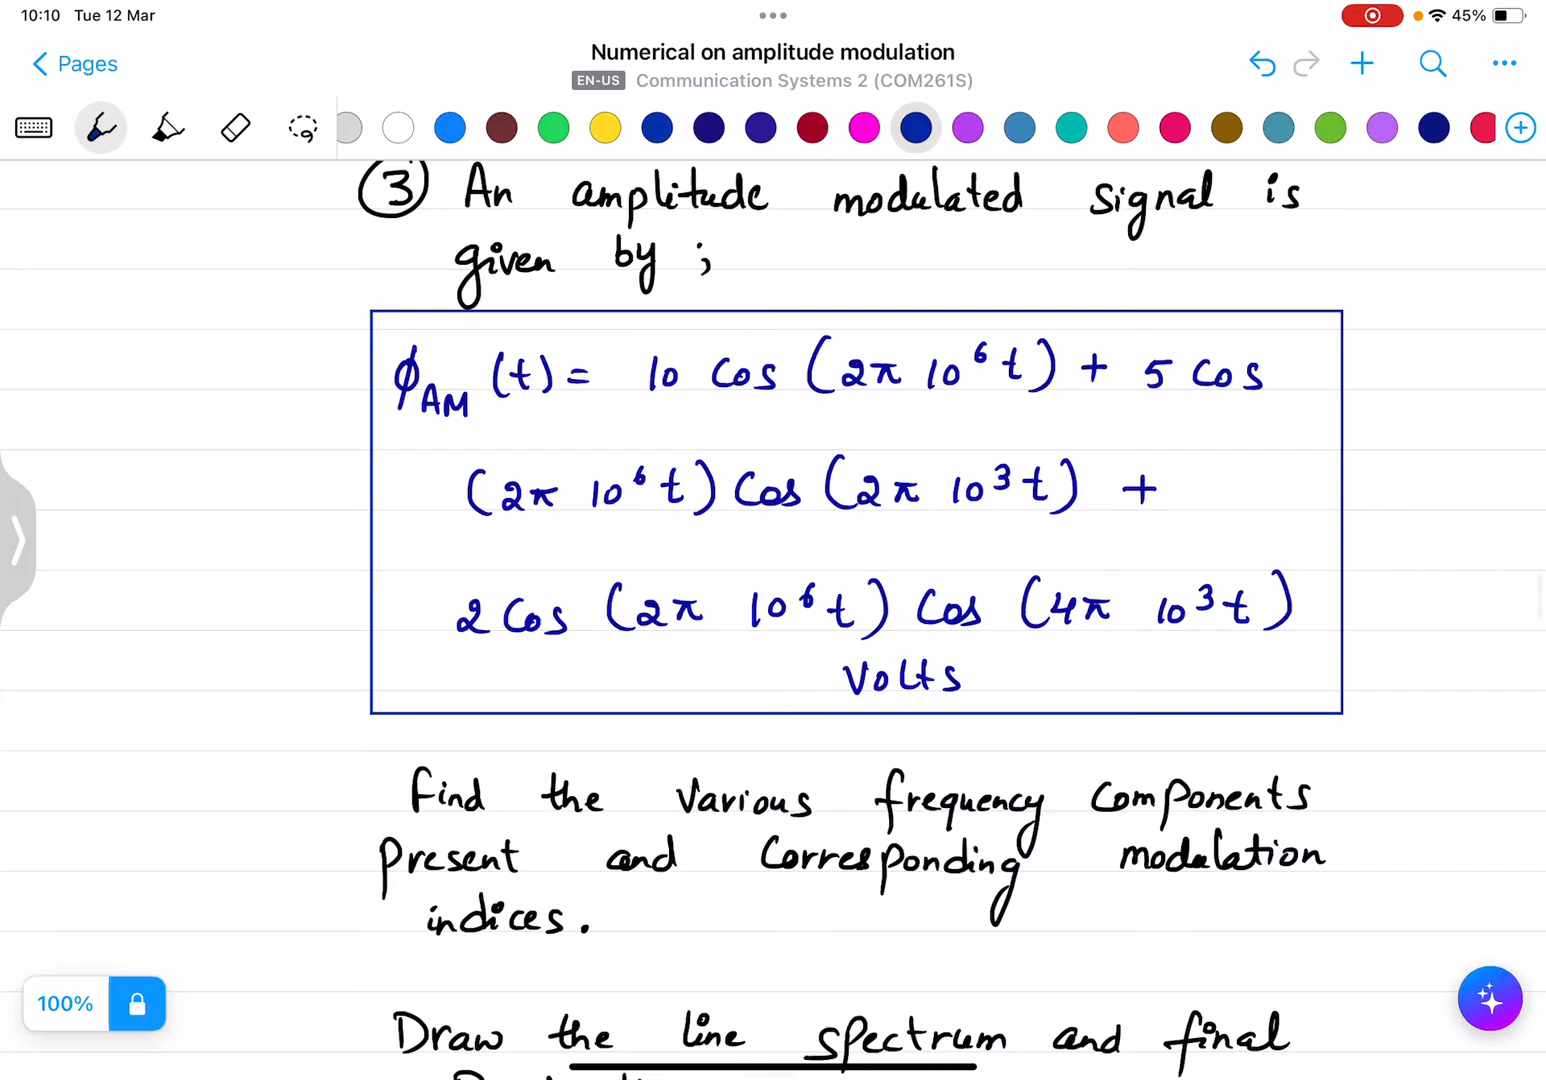 10:10 Tue 12 Mar
45%
Pages
Numerical on amplitude modulation
EN-US Communication Systems 2 (COM261S)
③ An amplitude modulated signal is
given by ;
ϕ_AM (t) = 10 Cos (2π 10⁶ t) + 5 Cos
(2π 10⁶ t) Cos (2π 10³ t) +
2 Cos (2π 10⁶ t) Cos (4π 10³ t)
Volts
Find the various frequency components
present and corresponding modulation
indices.
100%
Draw the line spectrum and final